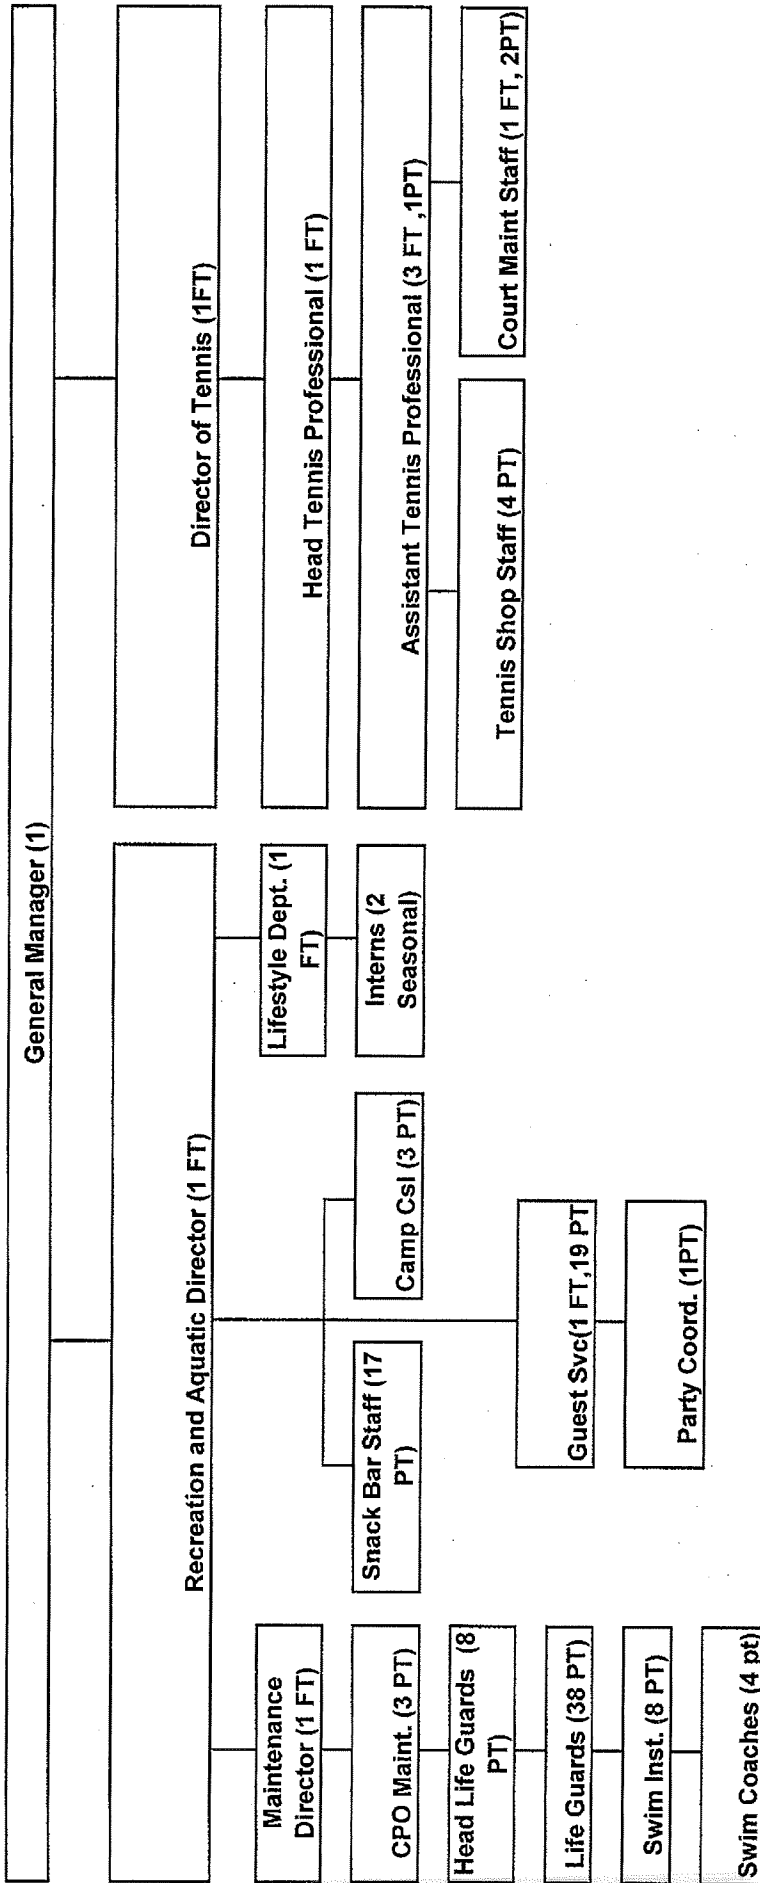 General Manager (1)
Recreation and Aquatic Director (1 FT)
Director of Tennis (1FT)
Maintenance
Director (1 FT)
Lifestyle Dept. (1
FT)
Head Tennis Professional (1 FT)
CPO Maint. (3 PT)
Snack Bar Staff (17
PT)
Camp Csl (3 PT)
Interns (2
Seasonal)
Assistant Tennis Professional (3 FT ,1PT)
Head Life Guards (8
PT)
Tennis Shop Staff (4 PT)
Court Maint Staff (1 FT, 2PT)
Life Guards (38 PT)
Guest Svc(1 FT,19 PT
Swim Inst. (8 PT)
Party Coord. (1PT)
Swim Coaches (4 pt)